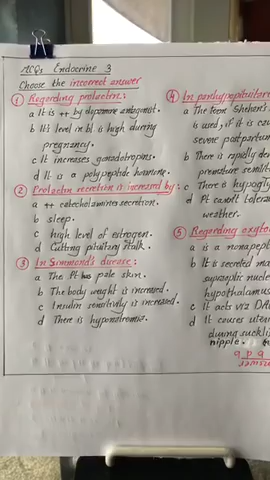 MCQs Endocrine 3
Choose the incorrect answer
① Regarding prolactin:
a It is ++ by dopamine antagonist.
b It's level in bl. is high during
pregnancy.
c It increases gonadotropins.
d It is a polypeptide hormone.
② Prolactin secretion is increased by:
a ++ catecholamines secretion.
b sleep.
c high level of estrogen.
d Cutting pituitary stalk.
③ In Simmond's disease:
a The Pt has pale skin.
b The body weight is increased.
c Insulin sensitivity is increased.
d There is hyponatremia.
④ In panhypopituitar
a The term Shehan's
is used, if it is ca
severe postpartum
b There is rapidly de
premature senilit
c There is hypogly
d Pt cannot tolera
weather.
⑤ Regarding oxyto
a is a nonapept
b It is secreted ma
supraoptic nucle
hypothalamus
c It acts via DA
d It causes uter
during suckli
nipple.